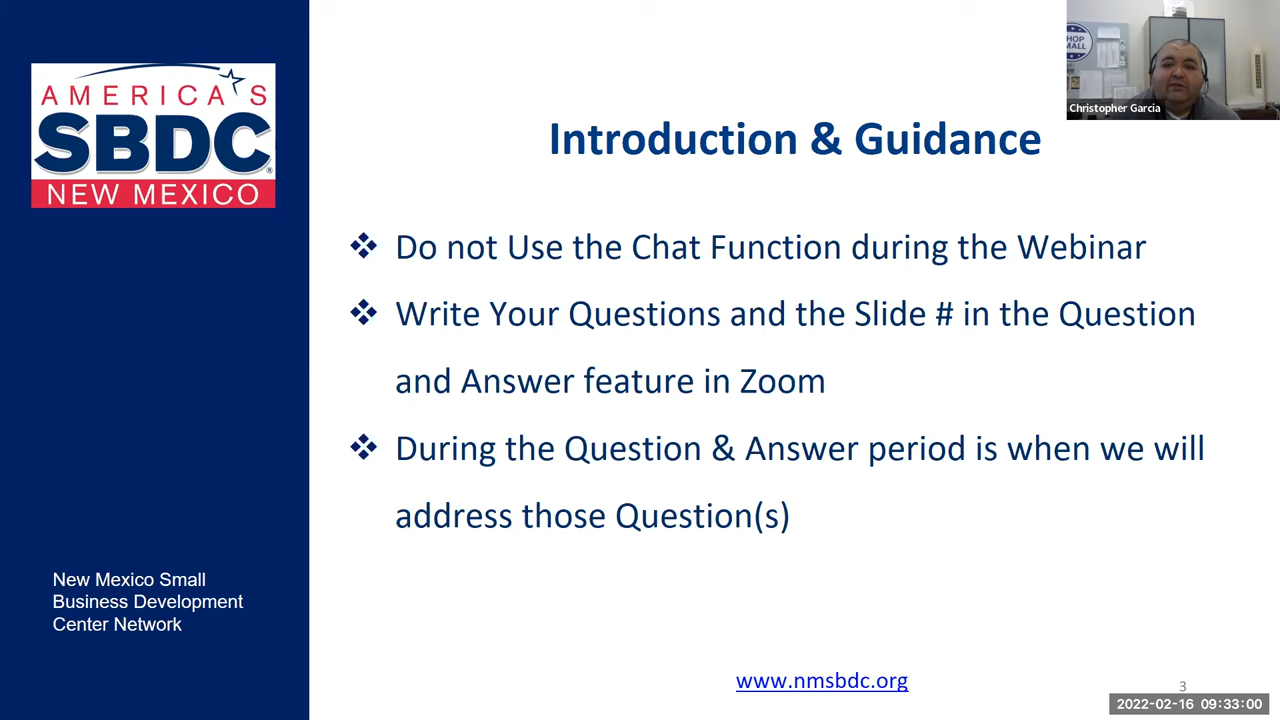 AMERICA'S
SBDC
NEW MEXICO
SHOP
SMALL
Christopher Garcia
Introduction & Guidance
❖ Do not Use the Chat Function during the Webinar
❖ Write Your Questions and the Slide # in the Question
and Answer feature in Zoom
❖ During the Question & Answer period is when we will
address those Question(s)
New Mexico Small
Business Development
Center Network
www.nmsbdc.org
3
2022-02-16 09:33:00